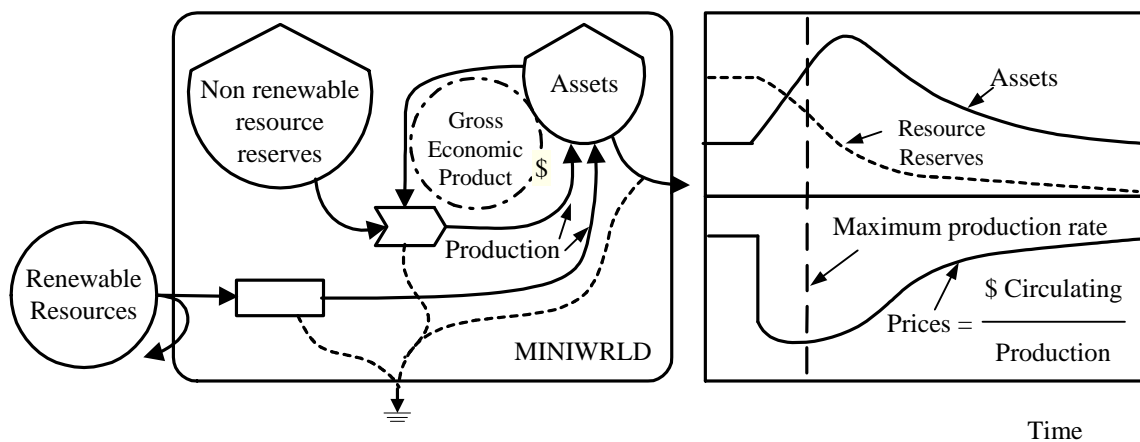 Non renewable
resource
reserves
Assets
Gross
Economic
Product
$
Production
Renewable
Resources
MINIWRLD
Assets
Resource
Reserves
Maximum production rate
Prices =
$ Circulating
Production
Time